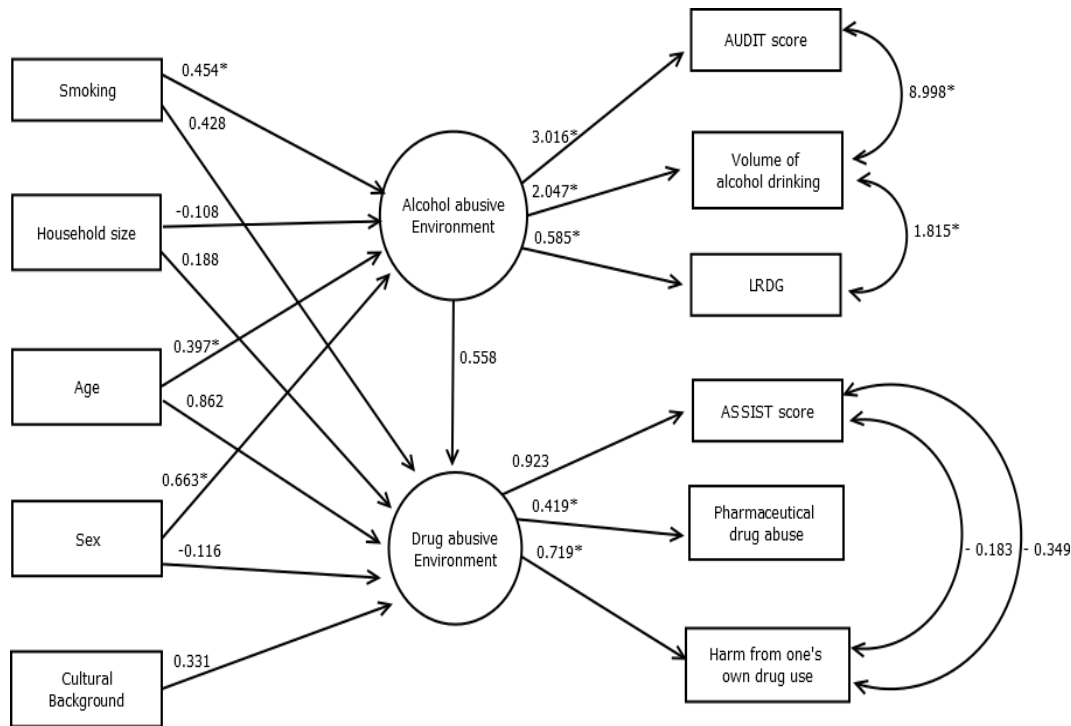 Smoking
0.454*
0.428
Household size
-0.108
0.188
Age
0.397*
0.862
Sex
0.663*
-0.116
Cultural
Background
0.331
Alcohol abusive
Environment
3.016*
2.047*
0.585*
0.558
Drug abusive
Environment
0.923
0.419*
0.719*
AUDIT score
Volume of
alcohol drinking
LRDG
8.998*
1.815*
ASSIST score
Pharmaceutical
drug abuse
Harm from one's
own drug use
- 0.183
- 0.349